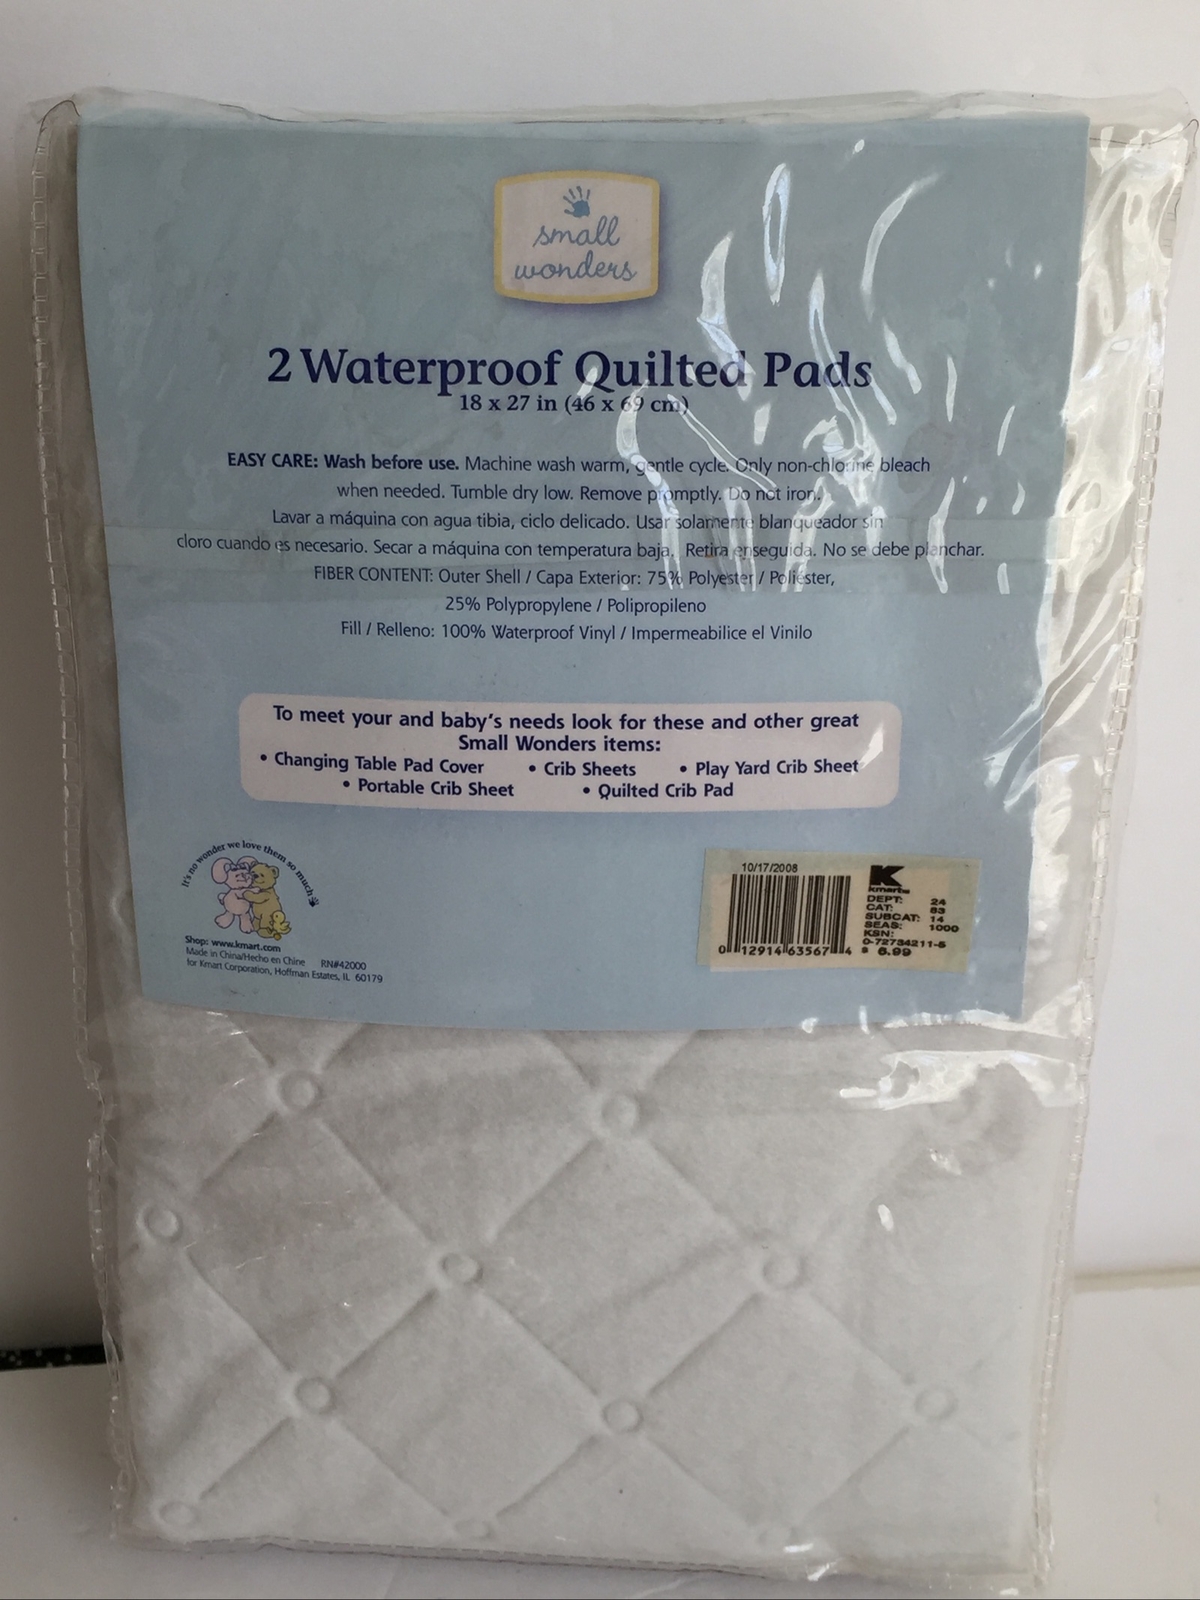 small
wonders
2 Waterproof Quilted Pads
18 x 27 in (46 x 69 cm)
EASY CARE: Wash before use. Machine wash warm, gentle cycle. Only non-chlorine bleach
when needed. Tumble dry low. Remove promptly. Do not iron.
Lavar a máquina con agua tibia, ciclo delicado. Usar solamente blanqueador sin
cloro cuando es necesario. Secar a máquina con temperatura baja. Retira enseguida. No se debe planchar.
FIBER CONTENT: Outer Shell / Capa Exterior: 75% Polyester / Poliéster,
25% Polypropylene / Polipropileno
Fill / Relleno: 100% Waterproof Vinyl / Impermeabilice el Vinilo
To meet your and baby's needs look for these and other great
Small Wonders items:
• Changing Table Pad Cover • Crib Sheets • Play Yard Crib Sheet
• Portable Crib Sheet • Quilted Crib Pad
It's no wonder we love them so much
Shop: www.kmart.com
Made in China/Hecho en Chine RN#42000
for Kmart Corporation, Hoffman Estates, IL 60179
10/17/2008
0 12914 63567 4
K
kmart
DEPT: 24
CAT: 83
SUBCAT: 14
SEAS: 1000
KSN:
0-72734211-5
$ 6.99